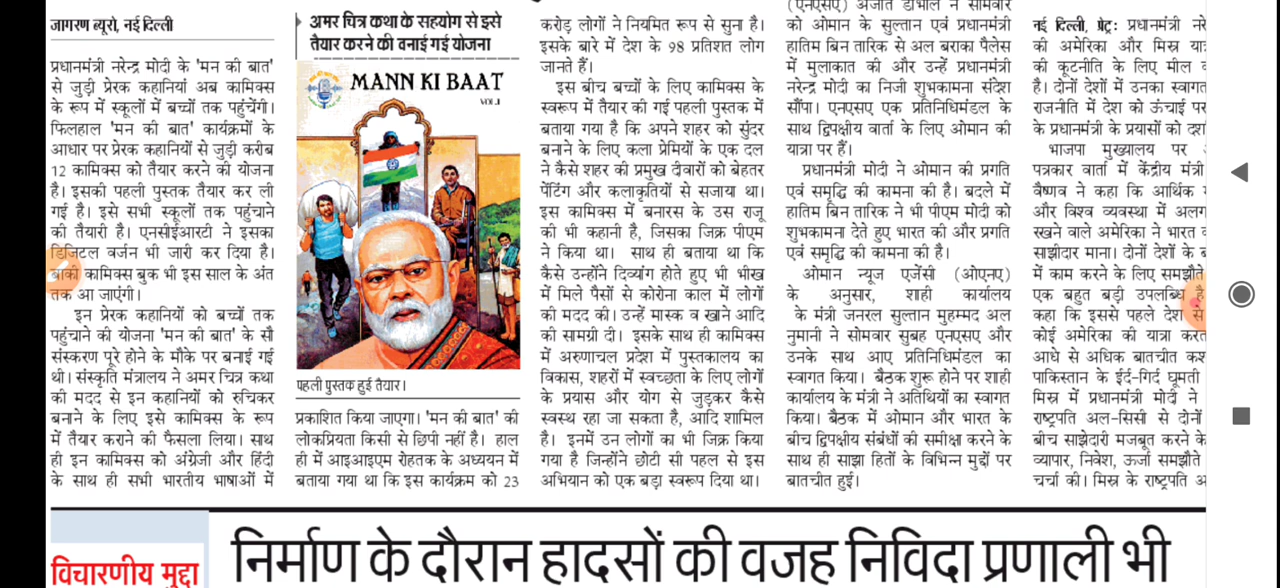 जागरण ब्यूरो, नई दिल्ली
प्रधानमंत्री नरेन्द्र मोदी के 'मन की बात'
से जुड़ी प्रेरक कहानियां अब कामिक्स
के रूप में स्कूलों में बच्चों तक पहुंचेंगी।
फिलहाल 'मन की बात' कार्यक्रमों के
आधार पर प्रेरक कहानियों से जुड़ी करीब
12 कामिक्स को तैयार करने की योजना
है। इसकी पहली पुस्तक तैयार कर ली
गई है। इसे सभी स्कूलों तक पहुंचाने
की तैयारी है। एनसीईआरटी ने इसका
डिजिटल वर्जन भी जारी कर दिया है।
बाकी कामिक्स बुक भी इस साल के अंत
तक आ जाएंगी।
इन प्रेरक कहानियों को बच्चों तक
पहुंचाने की योजना 'मन की बात' के सौ
संस्करण पूरे होने के मौके पर बनाई गई
थी। संस्कृति मंत्रालय ने अमर चित्र कथा
की मदद से इन कहानियों को रुचिकर
बनाने के लिए इसे कामिक्स के रूप
में तैयार कराने की फैसला लिया। साथ
ही इन कामिक्स को अंग्रेजी और हिंदी
के साथ ही सभी भारतीय भाषाओं में
अमर चित्र कथा के सहयोग से इसे
तैयार करने की बनाई गई योजना
MANN KI BAAT
VOL.1
पहली पुस्तक हुई तैयार।
प्रकाशित किया जाएगा। 'मन की बात' की
लोकप्रियता किसी से छिपी नहीं है। हाल
ही में आइआइएम रोहतक के अध्ययन में
बताया गया था कि इस कार्यक्रम को 23
करोड़ लोगों ने नियमित रूप से सुना है।
इसके बारे में देश के 98 प्रतिशत लोग
जानते हैं।
इस बीच बच्चों के लिए कामिक्स के
स्वरूप में तैयार की गई पहली पुस्तक में
बताया गया है कि अपने शहर को सुंदर
बनाने के लिए कला प्रेमियों के एक दल
ने कैसे शहर की प्रमुख दीवारों को बेहतर
पेंटिंग और कलाकृतियों से सजाया था।
इस कामिक्स में बनारस के उस राजू
की भी कहानी है, जिसका जिक्र पीएम
ने किया था। साथ ही बताया था कि
कैसे उन्होंने दिव्यांग होते हुए भी भीख
में मिले पैसों से कोरोना काल में लोगों
की मदद की। उन्हें मास्क व खाने आदि
की सामग्री दी। इसके साथ ही कामिक्स
में अरुणाचल प्रदेश में पुस्तकालय का
विकास, शहरों में स्वच्छता के लिए लोगों
के प्रयास और योग से जुड़कर कैसे
स्वस्थ रहा जा सकता है, आदि शामिल
है। इनमें उन लोगों का भी जिक्र किया
गया है जिन्होंने छोटी सी पहल से इस
अभियान को एक बड़ा स्वरूप दिया था।
(एनएसए) अजीत डोभाल ने सोमवार
को ओमान के सुल्तान एवं प्रधानमंत्री
हातिम बिन तारिक से अल बराका पैलेस
में मुलाकात की और उन्हें प्रधानमंत्री
नरेन्द्र मोदी का निजी शुभकामना संदेश
सौंपा। एनएसए एक प्रतिनिधिमंडल के
साथ द्विपक्षीय वार्ता के लिए ओमान की
यात्रा पर हैं।
प्रधानमंत्री मोदी ने ओमान की प्रगति
एवं समृद्धि की कामना की है। बदले में
हातिम बिन तारिक ने भी पीएम मोदी को
शुभकामना देते हुए भारत की और प्रगति
एवं समृद्धि की कामना की है।
ओमान न्यूज एजेंसी (ओएनए)
के अनुसार, शाही कार्यालय
के मंत्री जनरल सुल्तान मुहम्मद अल
नुमानी ने सोमवार सुबह एनएसए और
उनके साथ आए प्रतिनिधिमंडल का
स्वागत किया। बैठक शुरू होने पर शाही
कार्यालय के मंत्री ने अतिथियों का स्वागत
किया। बैठक में ओमान और भारत के
बीच द्विपक्षीय संबंधों की समीक्षा करने के
साथ ही साझा हितों के विभिन्न मुद्दों पर
बातचीत हुई।
नई दिल्ली, प्रेट्र: प्रधानमंत्री नरे
की अमेरिका और मिस्र यात्र
की कूटनीति के लिए मील
है। दोनों देशों में उनका स्वागत
राजनीति में देश को ऊंचाई पर
के प्रधानमंत्री के प्रयासों को दर्शा
भाजपा मुख्यालय पर
पत्रकार वार्ता में केंद्रीय मंत्री
वैष्णव ने कहा कि आर्थिक
और विश्व व्यवस्था में अलग
रखने वाले अमेरिका ने भारत
साझीदार माना। दोनों देशों के
में काम करने के लिए समझौते
एक बहुत बड़ी उपलब्धि है
कहा कि इससे पहले देश से
कोई अमेरिका की यात्रा करत
आधे से अधिक बातचीत कश
पाकिस्तान के ईर्द-गिर्द घूमती
मिस्र में प्रधानमंत्री मोदी ने
राष्ट्रपति अल-सिसी से दोनों
बीच साझेदारी मजबूत करने के
व्यापार, निवेश, ऊर्जा समझौते
चर्चा की। मिस्र के राष्ट्रपति अ
विचारणीय मुद्दा
निर्माण के दौरान हादसों की वजह निविदा प्रणाली भी